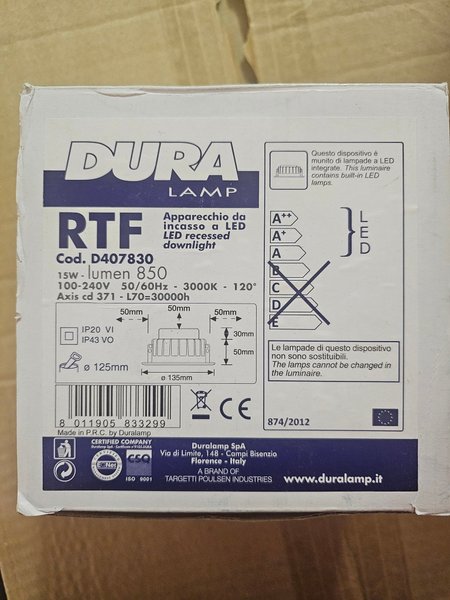 DURA
LAMP
RTF
Apparecchio da
incasso a LED
LED recessed
downlight
Cod. D407830
15W - lumen 850
100-240V 50/60Hz - 3000K - 120°
Axis cd 371 - L70=30000h
50mm
50mm
50mm
30mm
50mm
IP20 VI
IP43 VO
ø 125mm
ø 135mm
8 011905 833299
Made in P.R.C. by Duralamp
Questo dispositivo è
munito di lampade a LED
integrate. This luminaire
contains built-in LED
lamps.
A++
A+
A
B
C
D
E
L
E
D
Le lampade di questo dispositivo
non sono sostituibili.
The lamps cannot be changed in
the luminaire.
CE
874/2012
CERTIFIED COMPANY
ISO 9001
CSQ
Duralamp SpA
Via di Limite, 148 - Campi Bisenzio
Florence - Italy
A BRAND OF
TARGETTI POULSEN INDUSTRIES
www.duralamp.it